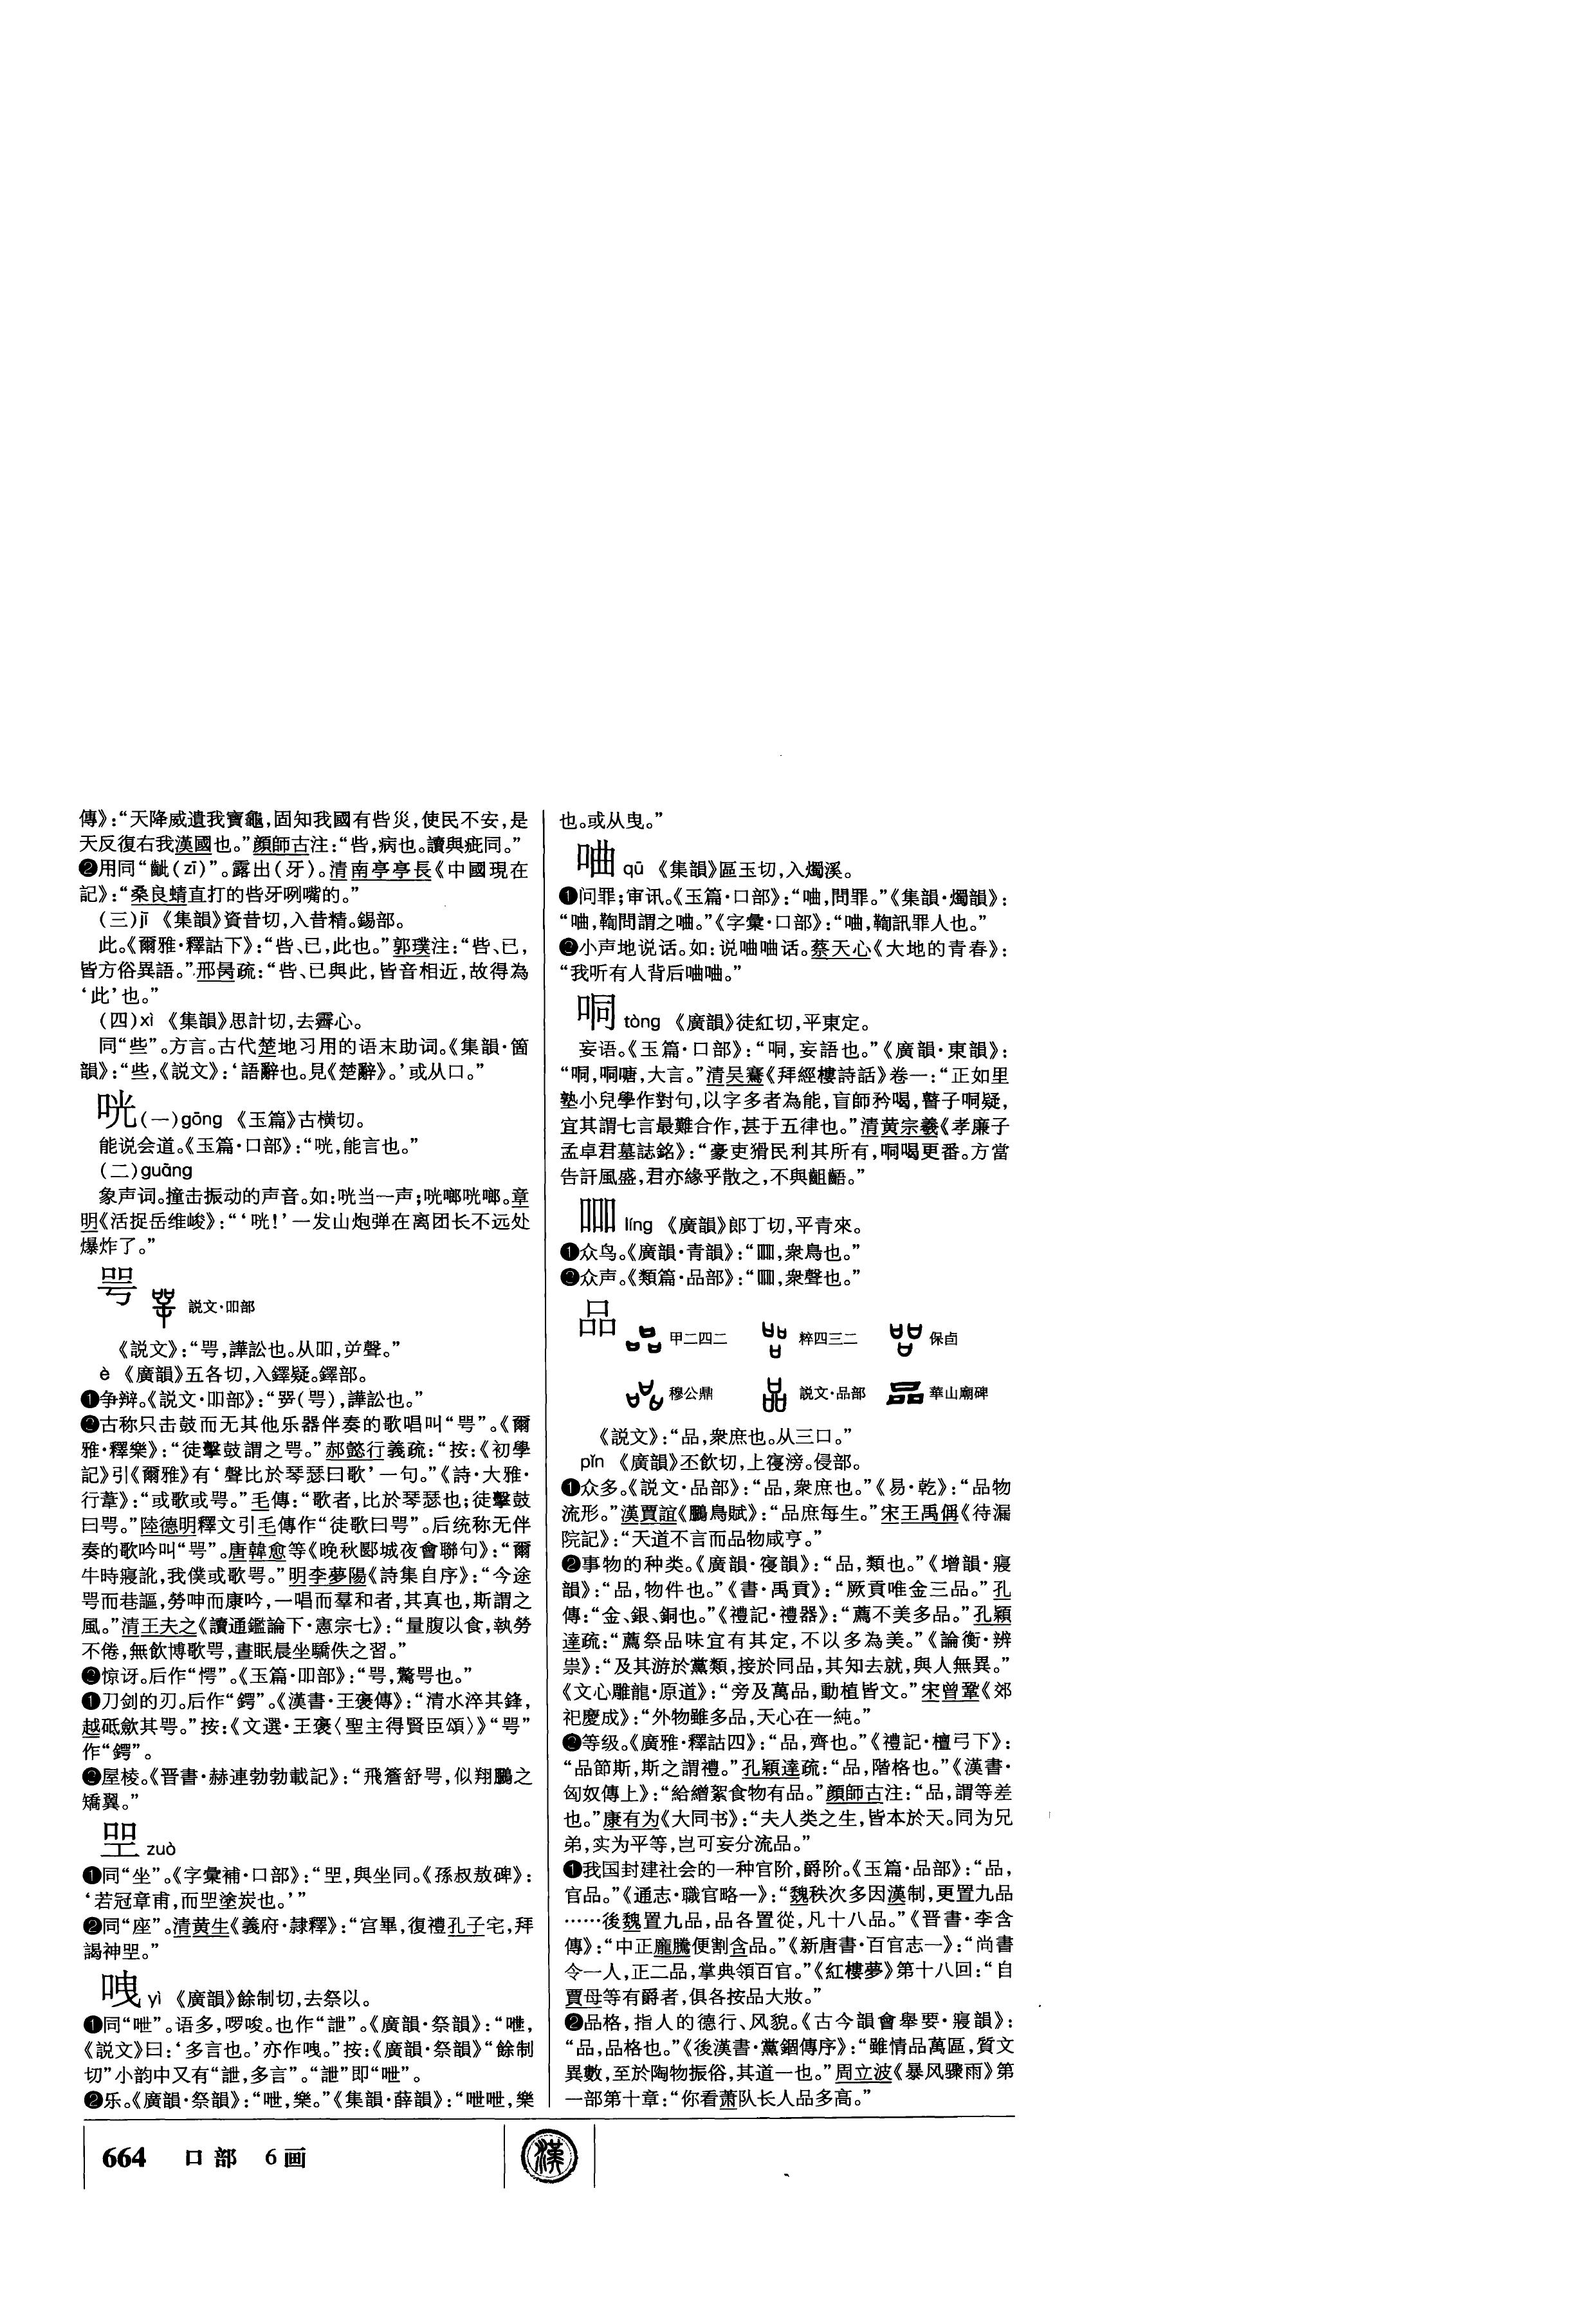 傳》：“天降威遺我寶龜，固知我國有呰災，使民不安，是
天反復右我漢國也。”顔師古注：“呰，病也。讀與疵同。”
❷用同“齜(zī)”。露出(牙)。清南亭亭長《中國現在
記》：“桑良蜻直打的呰牙咧嘴的。”
(三)jī 《集韻》資昔切，入昔精。錫部。
此。《爾雅·釋詁下》：“呰、已，此也。”郭璞注：“呰、已，
皆方俗異語。”邢昺疏：“呰、已與此，皆音相近，故得為
‘此’也。”
(四)xì 《集韻》思計切，去霽心。
同“些”。方言。古代楚地习用的语末助词。《集韻·箇
韻》：“些，《説文》：‘語辭也。見《楚辭》。’或从口。”
咣(一)gōng 《玉篇》古横切。
能说会道。《玉篇·口部》：“咣，能言也。”
(二)guāng
象声词。撞击振动的声音。如：咣当一声；咣啷咣啷。章
明《活捉岳维峻》：“‘咣！’一发山炮弹在离团长不远处
爆炸了。”
咢 説文·吅部
《説文》：“咢，譁訟也。从吅，屰聲。”
è 《廣韻》五各切，入鐸疑。鐸部。
❶争辩。《説文·吅部》：“㖾(咢)，譁訟也。”
❷古称只击鼓而无其他乐器伴奏的歌唱叫“咢”。《爾
雅·釋樂》：“徒擊鼓謂之咢。”郝懿行義疏：“按：《初學
記》引《爾雅》有‘聲比於琴瑟曰歌’一句。”《詩·大雅·
行葦》：“或歌或咢。”毛傳：“歌者，比於琴瑟也；徒擊鼓
曰咢。”陸德明釋文引毛傳作“徒歌曰咢”。后统称无伴
奏的歌吟叫“咢”。唐韓愈等《晚秋郾城夜會聯句》：“爾
牛時寢訛，我僕或歌咢。”明李夢陽《詩集自序》：“今途
咢而巷謳，勞呻而康吟，一唱而羣和者，其真也，斯謂之
風。”清王夫之《讀通鑑論下·憲宗七》：“量腹以食，執勞
不倦，無飲博歌咢，晝眠晨坐驕佚之習。”
❸惊讶。后作“愕”。《玉篇·吅部》：“咢，驚咢也。”
❹刀剑的刃。后作“鍔”。《漢書·王褒傳》：“清水淬其鋒，
越砥斂其咢。”按：《文選·王褒〈聖主得賢臣頌〉》“咢”
作“鍔”。
❺屋棱。《晋書·赫連勃勃載記》：“飛簷舒咢，似翔鵬之
矯翼。”
㘴 zuò
❶同“坐”。《字彙補·口部》：“㘴，與坐同。《孫叔敖碑》：
‘若冠章甫，而㘴塗炭也。’”
❷同“座”。清黄生《義府·隸釋》：“宫畢，復禮孔子宅，拜
謁神㘴。”
㖂 yì 《廣韻》餘制切，去祭以。
❶同“呭”。语多，啰唆。也作“詍”。《廣韻·祭韻》：“呭，
《説文》曰：‘多言也。’亦作㖂。”按：《廣韻·祭韻》“餘制
切”小韵中又有“詍，多言”。“詍”即“呭”。
❷乐。《廣韻·祭韻》：“呭，樂。”《集韻·薛韻》：“呭呭，樂
也。或从曳。”
㖆 qū 《集韻》區玉切，入燭溪。
❶问罪；审讯。《玉篇·口部》：“㖆，問罪。”《集韻·燭韻》：
“㖆，鞫問謂之㖆。”《字彙·口部》：“㖆，鞫訊罪人也。”
❷小声地说话。如：说㖆㖆话。蔡天心《大地的青春》：
“我听有人背后㖆㖆。”
哃 tòng 《廣韻》徒紅切，平東定。
妄语。《玉篇·口部》：“哃，妄語也。”《廣韻·東韻》：
“哃，哃嘡，大言。”清吴騫《拜經樓詩話》卷一：“正如里
塾小兒學作對句，以字多者為能，盲師矜喝，瞽子哃疑，
宜其謂七言最難合作，甚于五律也。”清黄宗羲《孝廉子
孟卓君墓誌銘》：“豪吏猾民利其所有，哃喝更番。方當
告訐風盛，君亦緣乎散之，不與齟齬。”
𠱠 líng 《廣韻》郎丁切，平青來。
❶众鸟。《廣韻·青韻》：“𠱠，衆鳥也。”
❷众声。《類篇·品部》：“𠱠，衆聲也。”
品 甲二四二 粹四三二 保卣
穆公鼎 説文·品部 華山廟碑
《説文》：“品，衆庶也。从三口。”
pǐn 《廣韻》丕飲切，上寑滂。侵部。
❶众多。《説文·品部》：“品，衆庶也。”《易·乾》：“品物
流形。”漢賈誼《鵩鳥賦》：“品庶每生。”宋王禹偁《待漏
院記》：“天道不言而品物咸亨。”
❷事物的种类。《廣韻·寑韻》：“品，類也。”《增韻·寢
韻》：“品，物件也。”《書·禹貢》：“厥貢唯金三品。”孔
傳：“金、銀、銅也。”《禮記·禮器》：“薦不美多品。”孔穎
達疏：“薦祭品味宜有其定，不以多為美。”《論衡·辨
祟》：“及其游於黨類，接於同品，其知去就，與人無異。”
《文心雕龍·原道》：“旁及萬品，動植皆文。”宋曾鞏《郊
祀慶成》：“外物雖多品，天心在一純。”
❸等级。《廣雅·釋詁四》：“品，齊也。”《禮記·檀弓下》：
“品節斯，斯之謂禮。”孔穎達疏：“品，階格也。”《漢書·
匈奴傳上》：“給繒絮食物有品。”顔師古注：“品，謂等差
也。”康有为《大同书》：“夫人类之生，皆本於天。同为兄
弟，实为平等，岂可妄分流品。”
❹我国封建社会的一种官阶，爵阶。《玉篇·品部》：“品，
官品。”《通志·職官略一》：“魏秩次多因漢制，更置九品
……後魏置九品，品各置從，凡十八品。”《晋書·李含
傳》：“中正龐騰便割含品。”《新唐書·百官志一》：“尚書
令一人，正二品，掌典領百官。”《紅樓夢》第十八回：“自
賈母等有爵者，俱各按品大妝。”
❺品格，指人的德行、风貌。《古今韻會舉要·寢韻》：
“品，品格也。”《後漢書·黨錮傳序》：“雖情品萬區，質文
異數，至於陶物振俗，其道一也。”周立波《暴风骤雨》第
一部第十章：“你看萧队长人品多高。”
664 口部 6画
漢